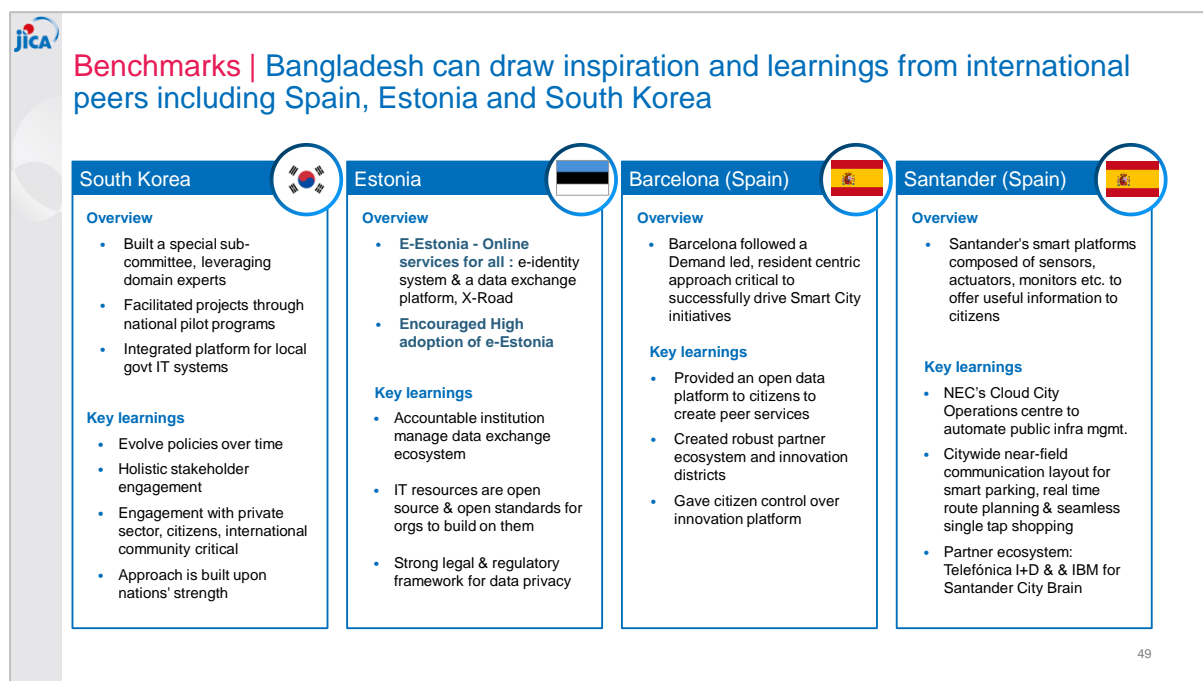 jICA
Benchmarks | Bangladesh can draw inspiration and learnings from international
peers including Spain, Estonia and South Korea
South Korea
Overview
• Built a special sub-
committee, leveraging
domain experts
• Facilitated projects through
national pilot programs
• Integrated platform for local
govt IT systems
Key learnings
• Evolve policies over time
• Holistic stakeholder
engagement
• Engagement with private
sector, citizens, international
community critical
• Approach is built upon
nations' strength
Estonia
Overview
• E-Estonia - Online
services for all : e-identity
system & a data exchange
platform, X-Road
• Encouraged High
adoption of e-Estonia
Key learnings
• Accountable institution
manage data exchange
ecosystem
• IT resources are open
source & open standards for
orgs to build on them
• Strong legal & regulatory
framework for data privacy
Barcelona (Spain)
Overview
• Barcelona followed a
Demand led, resident centric
approach critical to
successfully drive Smart City
initiatives
Key learnings
• Provided an open data
platform to citizens to
create peer services
• Created robust partner
ecosystem and innovation
districts
• Gave citizen control over
innovation platform
Santander (Spain)
Overview
• Santander's smart platforms
composed of sensors,
actuators, monitors etc. to
offer useful information to
citizens
Key learnings
• NEC's Cloud City
Operations centre to
automate public infra mgmt.
• Citywide near-field
communication layout for
smart parking, real time
route planning & seamless
single tap shopping
• Partner ecosystem:
Telefónica I+D & & IBM for
Santander City Brain
49